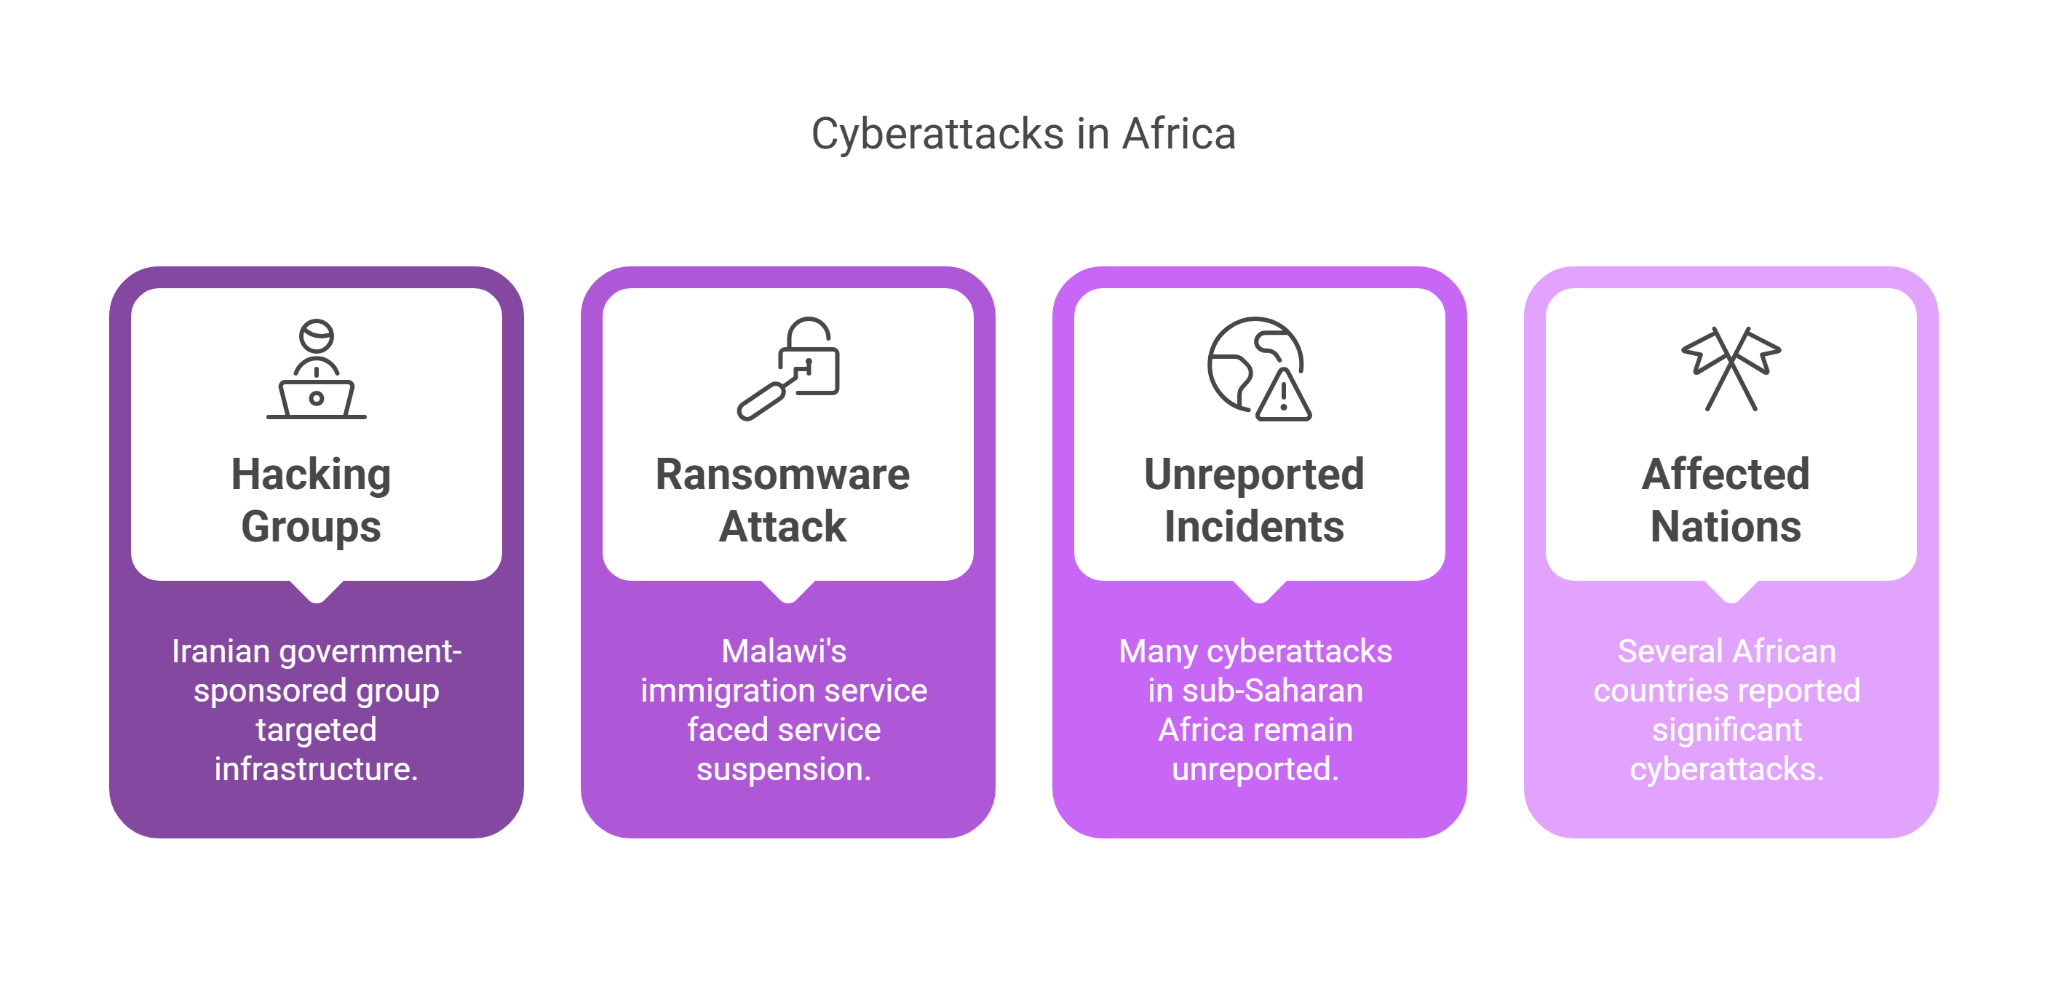 Cyberattacks in Africa
Hacking
Groups
Iranian government-
sponsored group
targeted
infrastructure.
Ransomware
Attack
Malawi's
immigration service
faced service
suspension.
Unreported
Incidents
Many cyberattacks
in sub-Saharan
Africa remain
unreported.
Affected
Nations
Several African
countries reported
significant
cyberattacks.